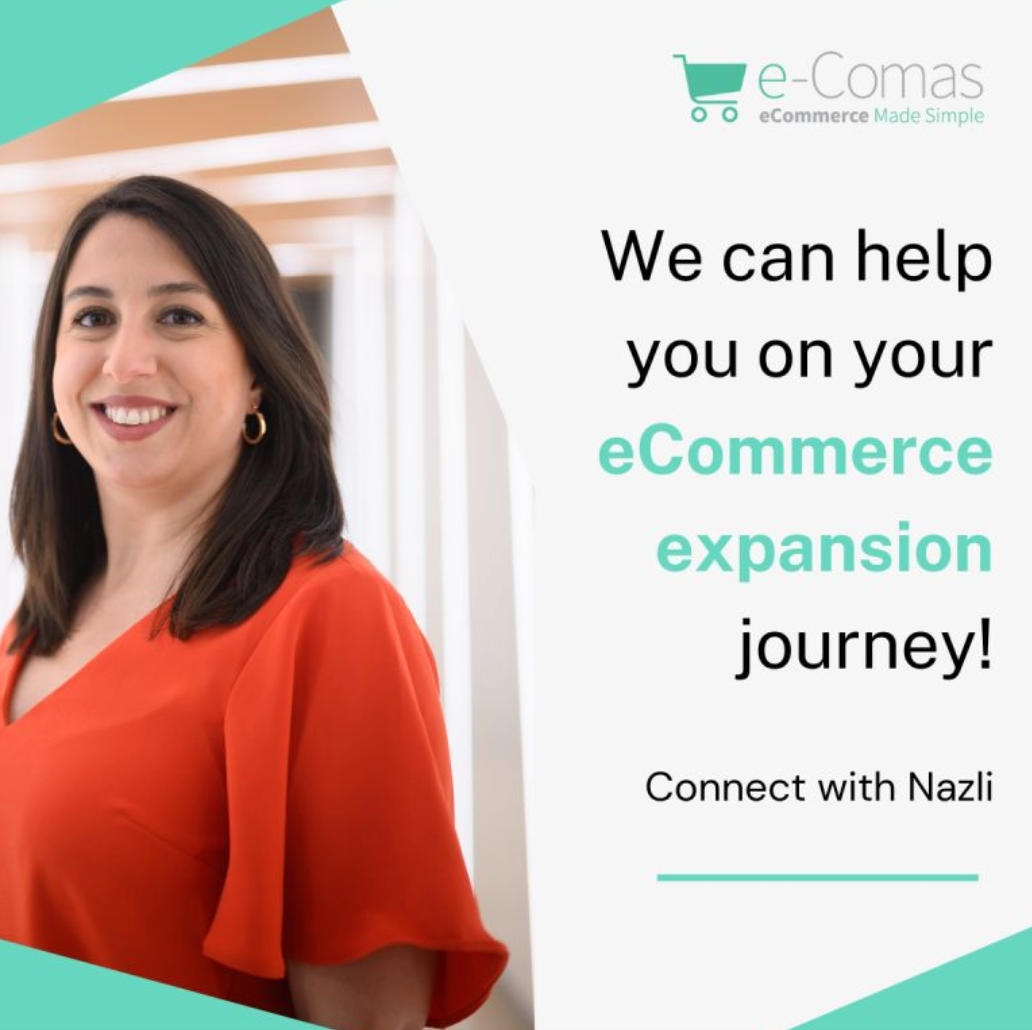 e-Comas
eCommerce Made Simple
We can help
you on your
eCommerce
expansion
journey!
Connect with Nazli